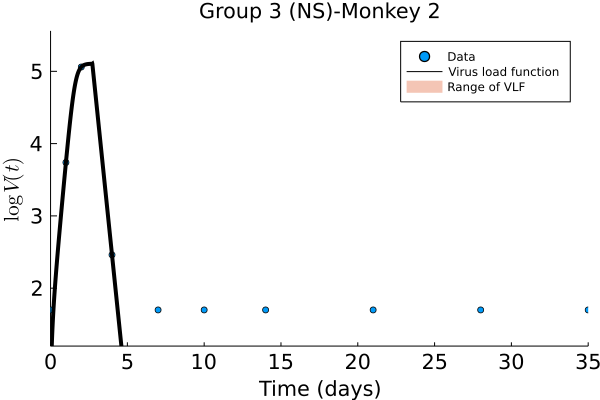 Group 3 (NS)-Monkey 2
Data
Virus load function
Range of VLF
5
4
3
2
log V(t)
0 5 10 15 20 25 30 35
Time (days)